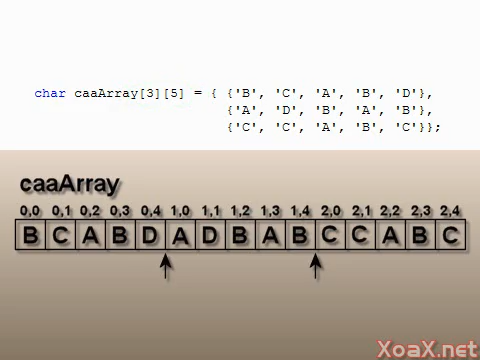 char caaArray[3][5] = { {'B', 'C', 'A', 'B', 'D'},
{'A', 'D', 'B', 'A', 'B'},
{'C', 'C', 'A', 'B', 'C'}};
caaArray
0,0 0,1 0,2 0,3 0,4 1,0 1,1 1,2 1,3 1,4 2,0 2,1 2,2 2,3 2,4
B C A B D A D B A B C C A B C
XoaX.net